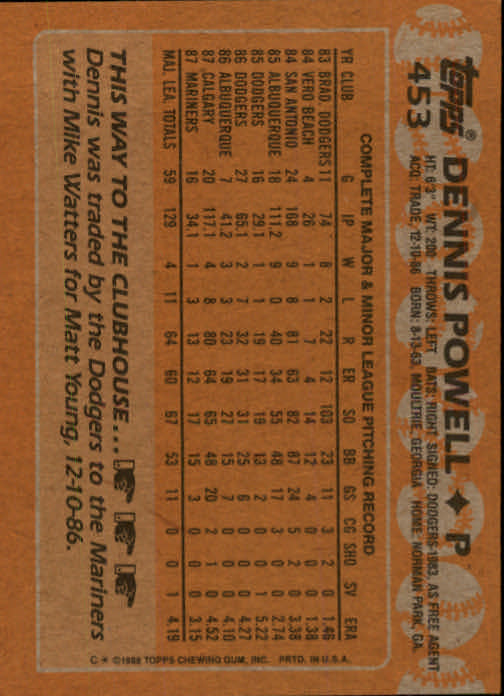 topps DENNIS POWELL ♦ P
453 HT: 6'3" WT: 200 THROWS: LEFT BATS: RIGHT SIGNED: DODGERS-1983, AS FREE AGENT
ACQ: TRADE, 12-10-86 BORN: 8-13-63, MOULTRIE, GEORGIA HOME: NORMAN PARK, GA.
COMPLETE MAJOR & MINOR LEAGUE PITCHING RECORD
YR CLUB G IP W L R ER SO BB GS CG SHO SV ERA
83 BRAD. DODGERS 11 74 8 2 22 12 103 23 11 3 2 0 1.46
84 VERO BEACH 4 26 1 1 7 4 14 12 4 0 0 0 1.38
84 SAN ANTONIO 24 168 9 8 81 63 82 87 24 5 2 0 3.38
85 ALBUQUERQUE 18 111.2 9 0 40 34 55 48 17 3 0 0 2.74
85 DODGERS 16 29.1 1 1 19 17 19 13 2 0 0 1 5.22
86 DODGERS 27 65.1 2 7 32 31 31 25 6 0 0 0 4.27
86 ALBUQUERQUE 7 41.2 3 3 23 19 27 15 7 0 0 0 4.10
87 CALGARY 20 117.1 4 8 80 64 65 48 20 2 1 0 4.52
87 MARINERS 16 34.1 1 3 13 12 17 15 3 0 0 0 3.15
MAJ. LEA. TOTALS 59 129 4 11 64 60 67 53 11 0 0 1 4.19
C * ©1988 TOPPS CHEWING GUM, INC. PRTD. IN U.S.A.
THIS WAY TO THE CLUBHOUSE...
Dennis was traded by the Dodgers to the Mariners
with Mike Watters for Matt Young, 12-10-86.